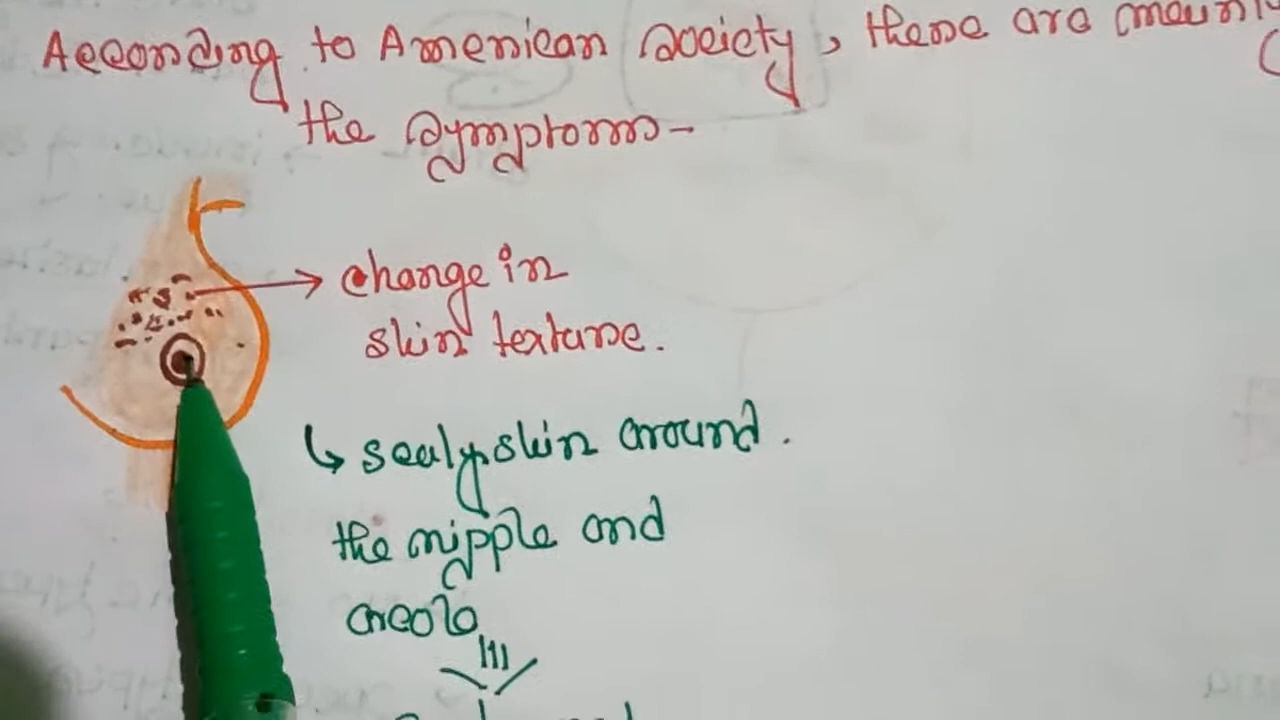 According to American society, there are
the symptoms-
change in
skin texture.
↳ scaly skin around.
the nipple and
areola